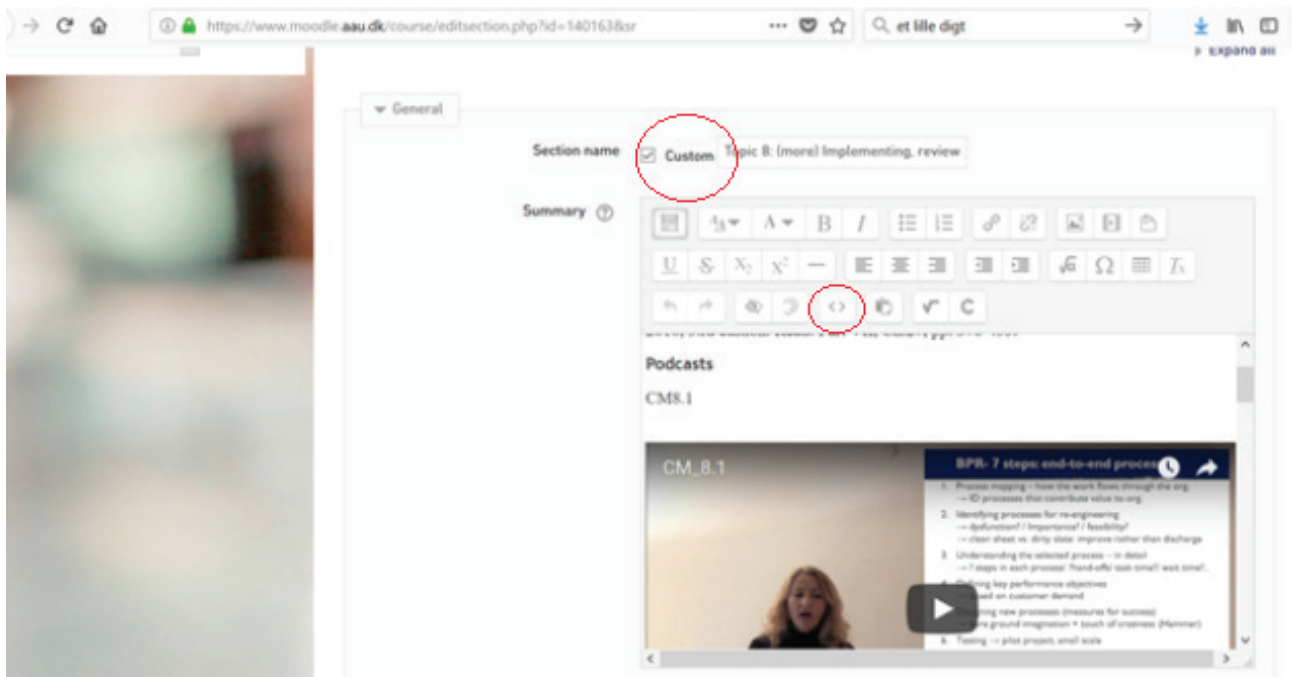 https://www.moodle.aau.dk/course/editsection.php?id=140163&sr
et lille digt
Expand all
General
Section name
Custom
Topic 8: (more) Implementing, review
Summary
A B I
U S X2 X2 Ω Tx
<> √ C
Podcasts
CM8.1
CM_8.1
BPR- 7 steps: end-to-end proces
1. Process mapping – how the work flows through the org.
→ ID processes that contribute value to org.
2. Identifying processes for re-engineering
→ dysfunction? / Importance? / feasibility?
→ clean sheet vs. dirty slate: improve rather than discharge
3. Understanding the selected process – in detail
→ ? steps in each process/ ?hand-offs/ task time?/ wait time?..
Defining key performance objectives
based on customer demand
new processes (measures for success)
ground imagination + touch of craziness (Hammer)
6. Testing → pilot project, small scale